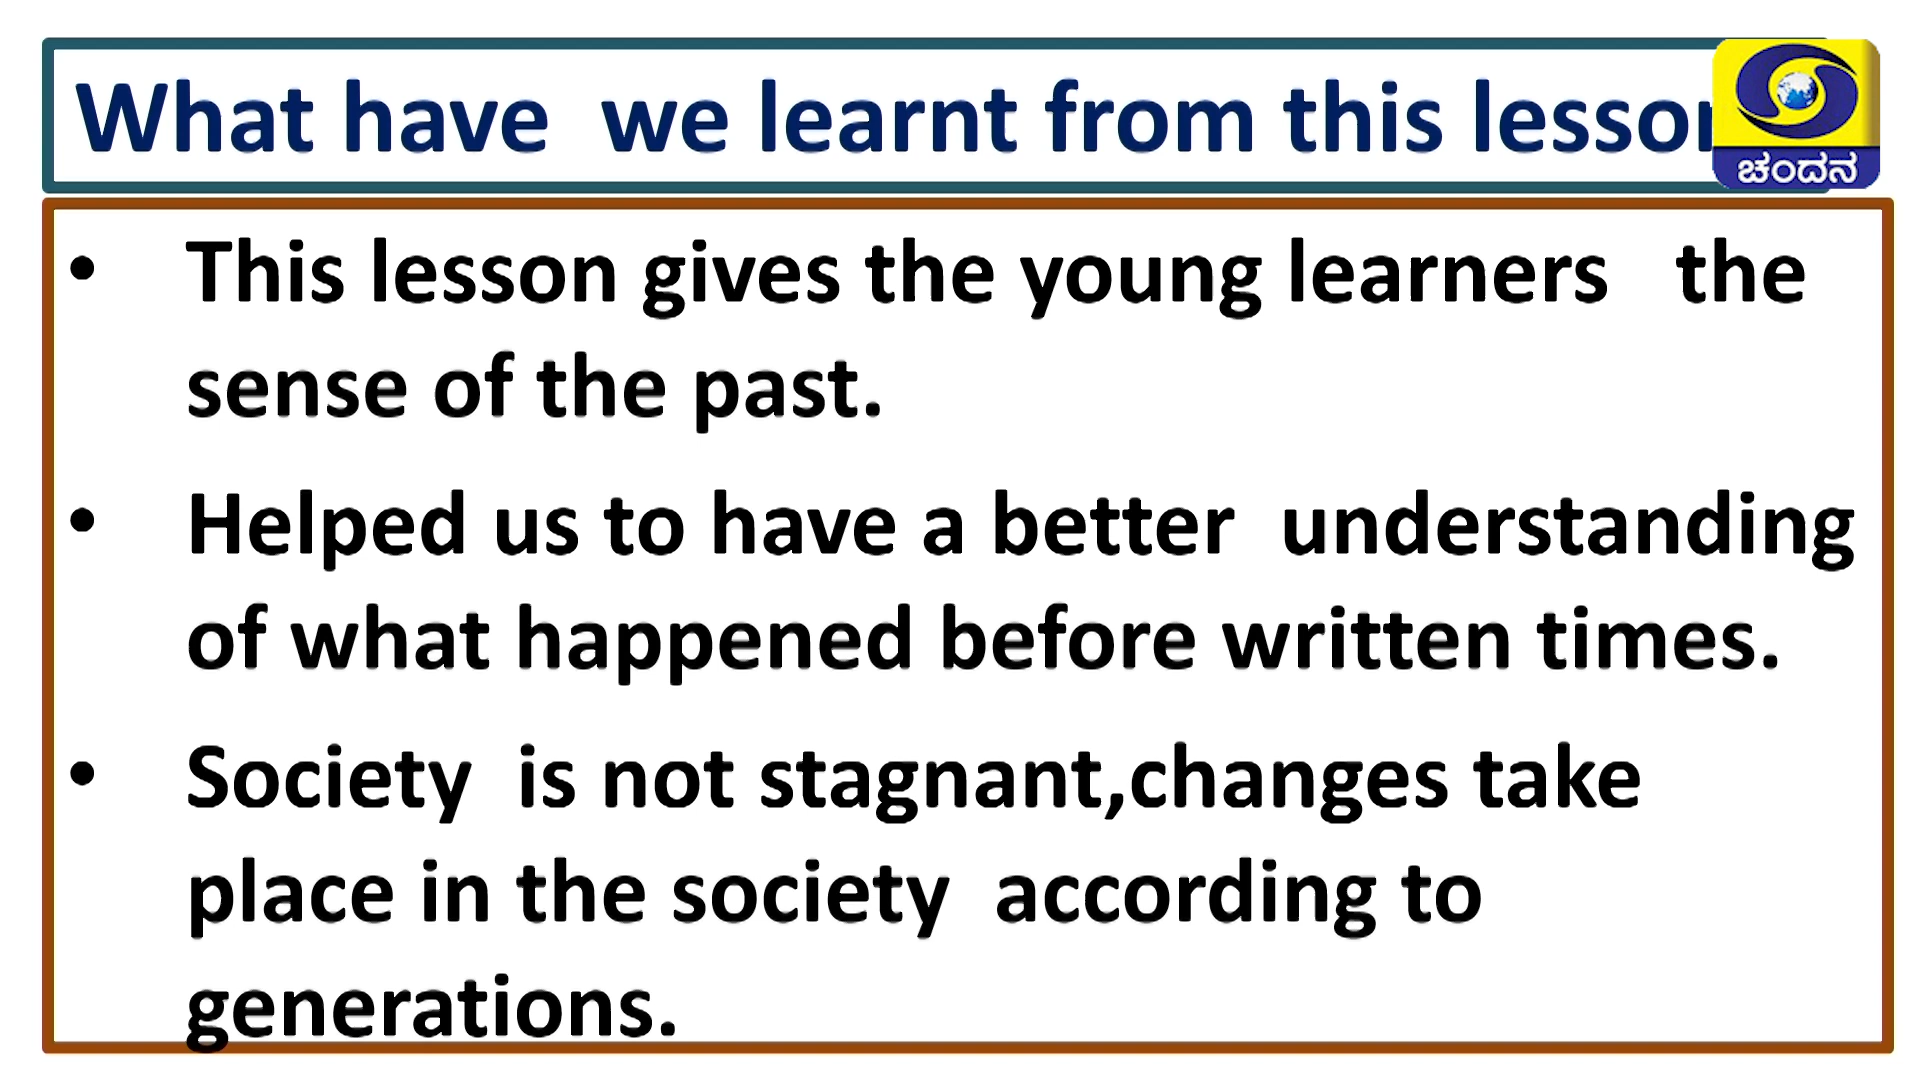 What have we learnt from this lesson
ಚಂದನ
• This lesson gives the young learners the
sense of the past.
• Helped us to have a better understanding
of what happened before written times.
• Society is not stagnant,changes take
place in the society according to
generations.